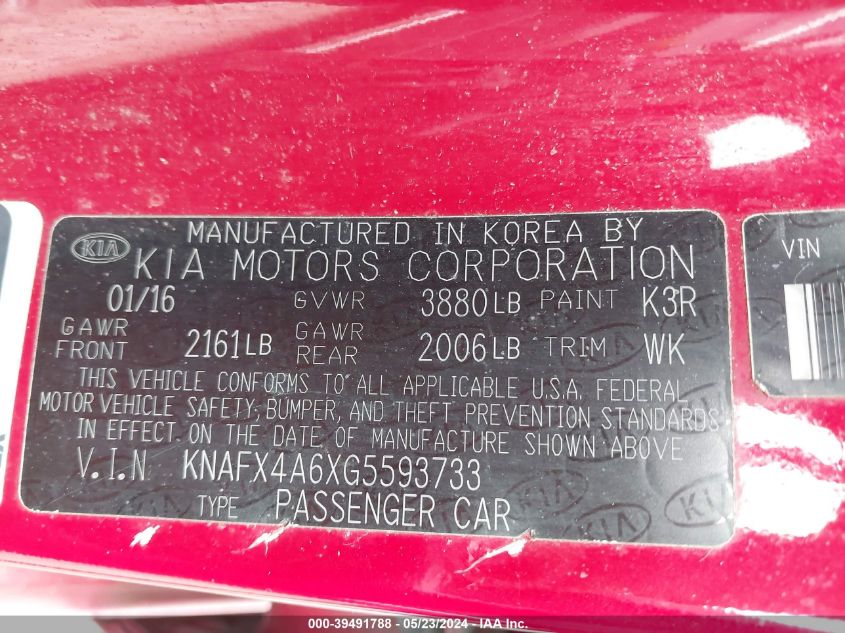 MANUFACTURED IN KOREA BY
KIA KIA MOTORS CORPORATION
01/16 GVWR 3880LB PAINT K3R
GAWR FRONT 2161LB GAWR REAR 2006LB TRIM WK
THIS VEHICLE CONFORMS TO ALL APPLICABLE U.S.A. FEDERAL
MOTOR VEHICLE SAFETY, BUMPER, AND THEFT PREVENTION STANDARDS
IN EFFECT ON THE DATE OF MANUFACTURE SHOWN ABOVE
V.I.N KNAFX4A6XG5593733
TYPE PASSENGER CAR
VIN
000-39491788 - 05/23/2024 - IAA Inc.